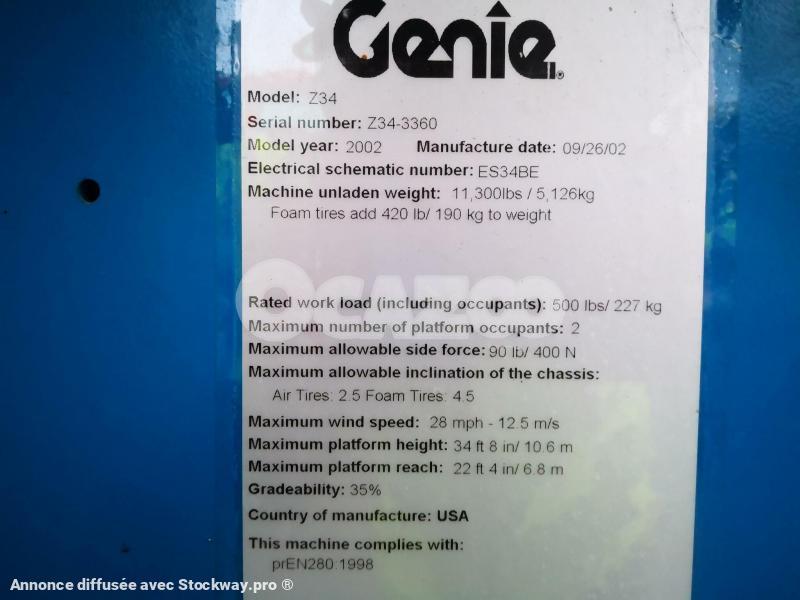 Genie
Model: Z34
Serial number: Z34-3360
Model year: 2002 Manufacture date: 09/26/02
Electrical schematic number: ES34BE
Machine unladen weight: 11,300lbs / 5,126kg
Foam tires add 420 lb/ 190 kg to weight
OCAZOO
Rated work load (including occupants): 500 lbs/ 227 kg
Maximum number of platform occupants: 2
Maximum allowable side force: 90 lb/ 400 N
Maximum allowable inclination of the chassis:
Air Tires: 2.5 Foam Tires: 4.5
Maximum wind speed: 28 mph - 12.5 m/s
Maximum platform height: 34 ft 8 in/ 10.6 m
Maximum platform reach: 22 ft 4 in/ 6.8 m
Gradeability: 35%
Country of manufacture: USA
This machine complies with:
prEN280:1998
Annonce diffusée avec Stockway.pro ®